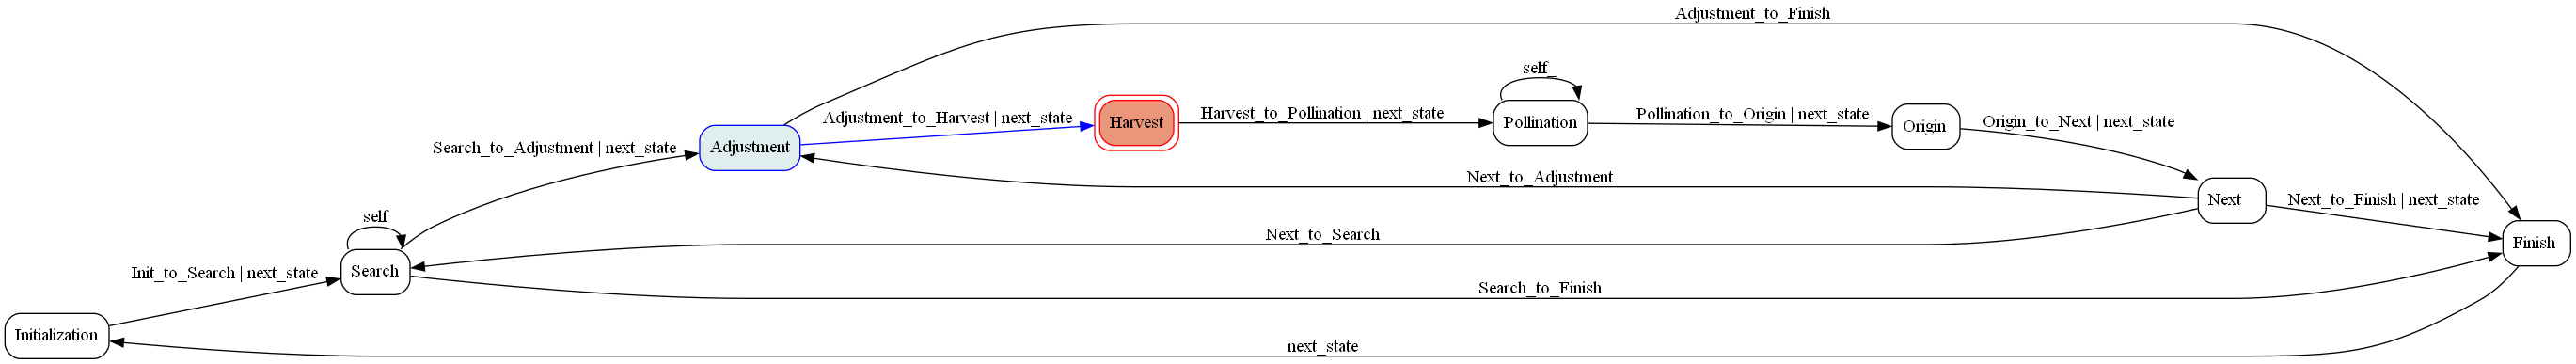 Adjustment_to_Finish
self_
Adjustment_to_Harvest | next_state
Harvest
Harvest_to_Pollination | next_state
Pollination
Pollination_to_Origin | next_state
Origin
Origin_to_Next | next_state
Search_to_Adjustment | next_state
Adjustment
Next_to_Adjustment
Next
Next_to_Finish | next_state
self
Next_to_Search
Finish
Init_to_Search | next_state
Search
Search_to_Finish
Initialization
next_state